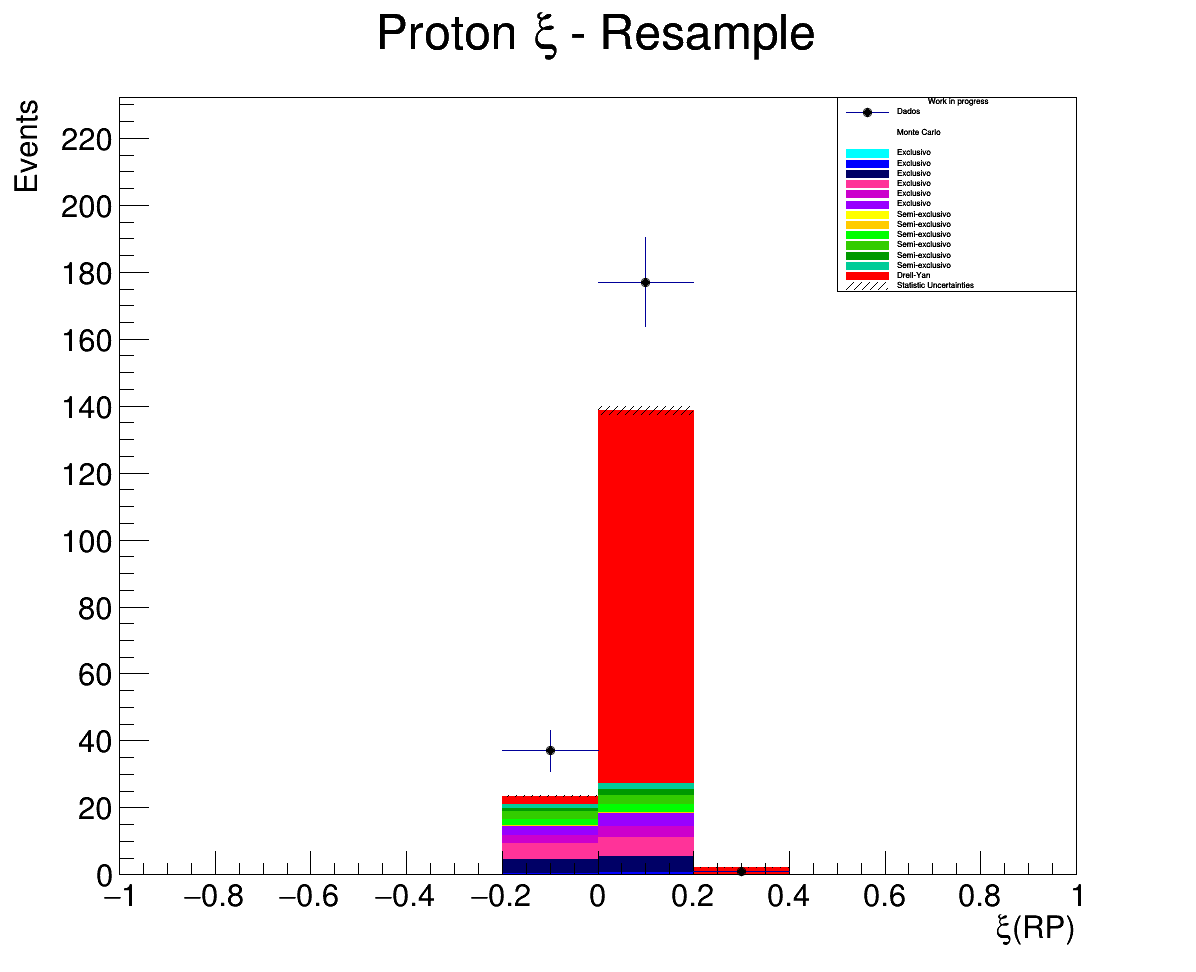 Proton ξ - Resample
Events
220
200
180
160
140
120
100
80
60
40
20
0
−1
−0.8
−0.6
−0.4
−0.2
0
0.2
0.4
0.6
0.8
1
ξ(RP)
Work in progress
Dados
Monte Carlo
Exclusivo
Exclusivo
Exclusivo
Exclusivo
Exclusivo
Exclusivo
Semi-exclusivo
Semi-exclusivo
Semi-exclusivo
Semi-exclusivo
Semi-exclusivo
Semi-exclusivo
Drell-Yan
Statistic Uncertainties